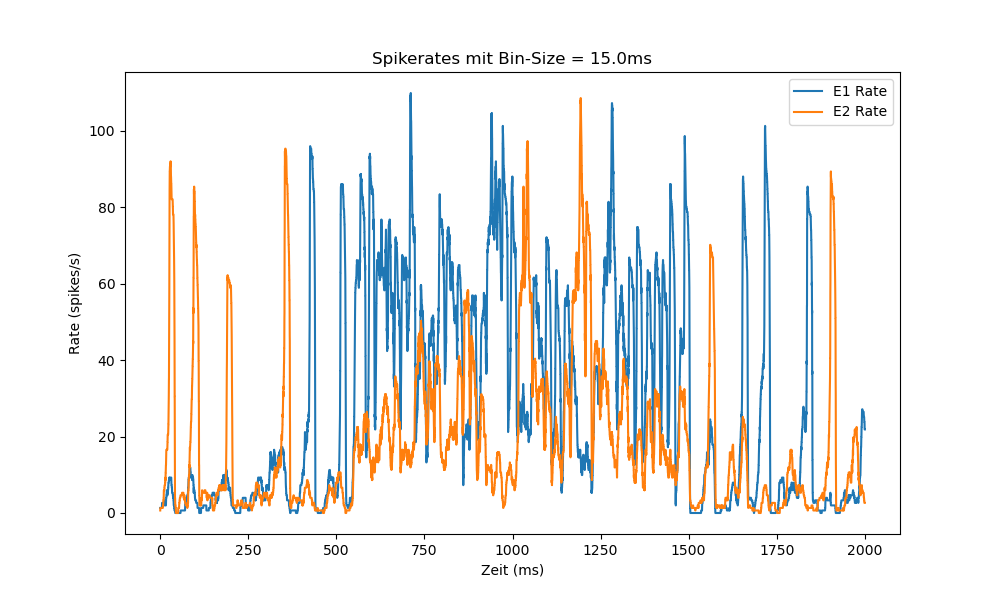 Spikerates mit Bin-Size = 15.0ms
E1 Rate
E2 Rate
100
80
60
40
20
0
Rate (spikes/s)
0 250 500 750 1000 1250 1500 1750 2000
Zeit (ms)